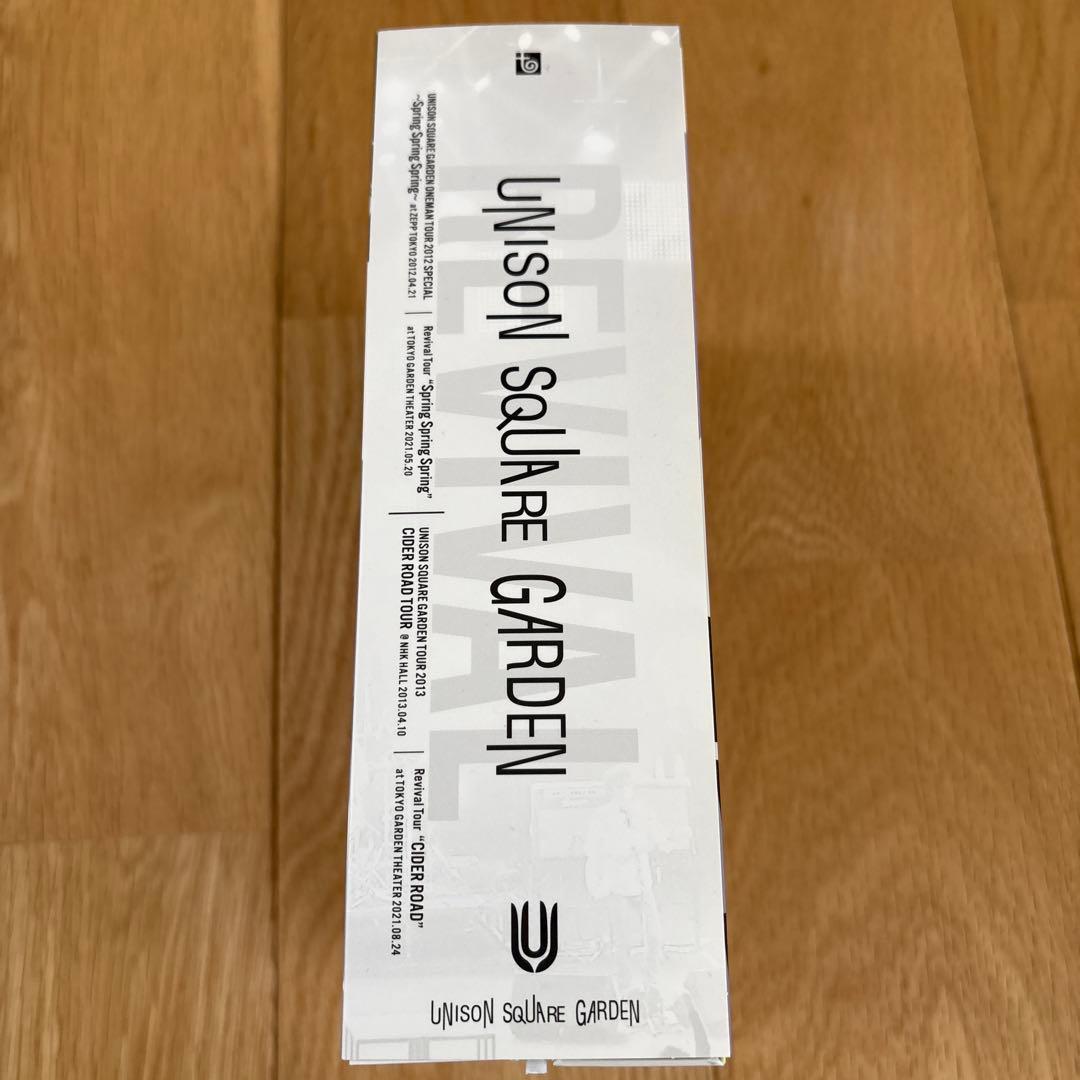 UNISON SQUARE GARDEN
REVIVAL
UNISON SQUARE GARDEN ONEMAN TOUR 2012 SPECIAL
~Spring Spring Spring~ at ZEPP TOKYO 2012.04.21
Revival Tour “Spring Spring Spring”
at TOKYO GARDEN THEATER 2021.05.20
UNISON SQUARE GARDEN TOUR 2013
CIDER ROAD TOUR @ NHK HALL 2013.04.10
Revival Tour “CIDER ROAD”
at TOKYO GARDEN THEATER 2021.08.24
UNISON SQUARE GARDEN